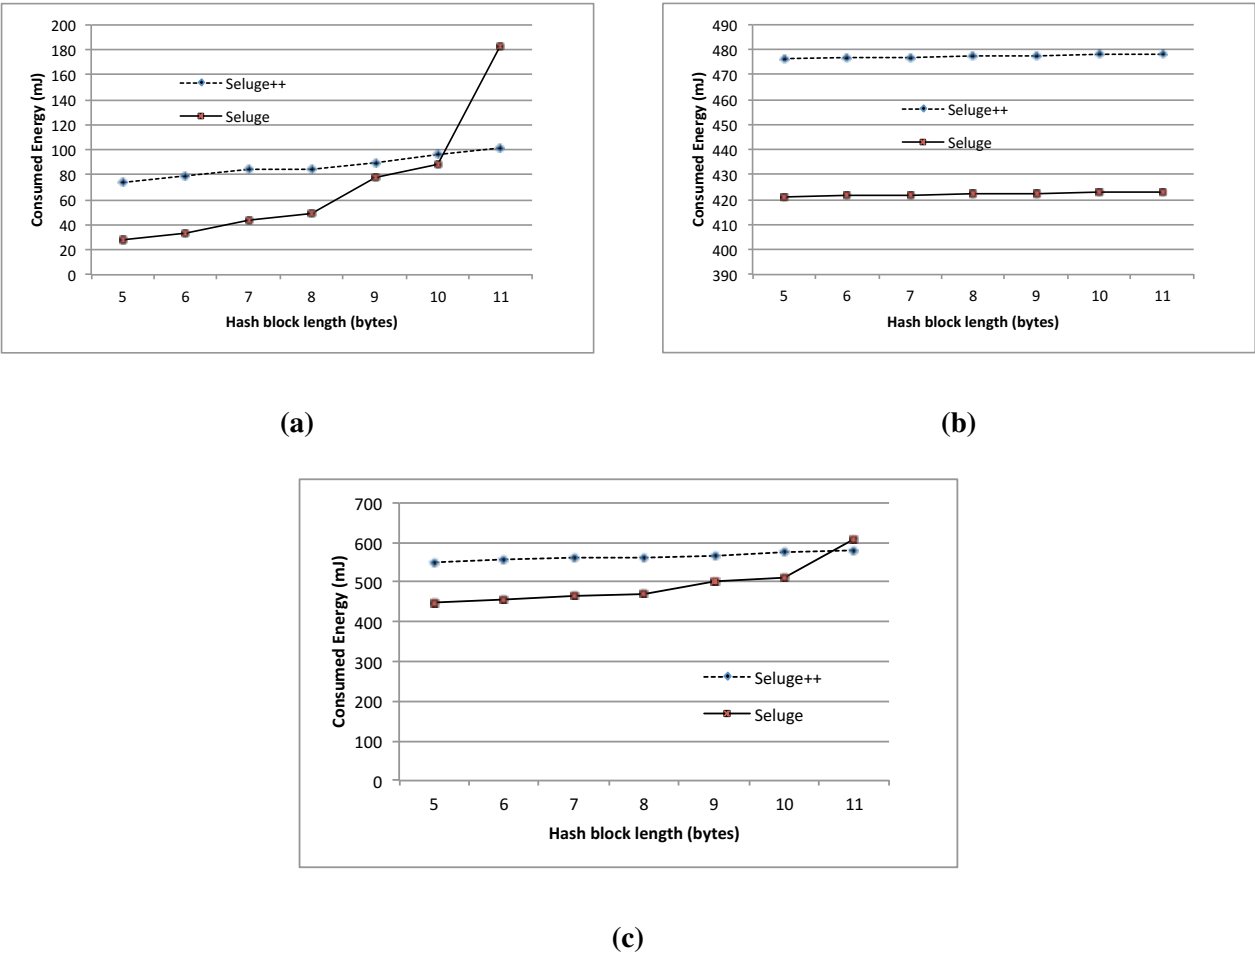 200
180
160
140
120
100
80
60
40
20
0
Consumed Energy (mJ)
Seluge++
Seluge
5 6 7 8 9 10 11
Hash block length (bytes)
(a)
490
480
470
460
450
440
430
420
410
400
390
Consumed Energy (mJ)
Seluge++
Seluge
5 6 7 8 9 10 11
Hash block length (bytes)
(b)
700
600
500
400
300
200
100
0
Consumed Energy (mJ)
Seluge++
Seluge
5 6 7 8 9 10 11
Hash block length (bytes)
(c)